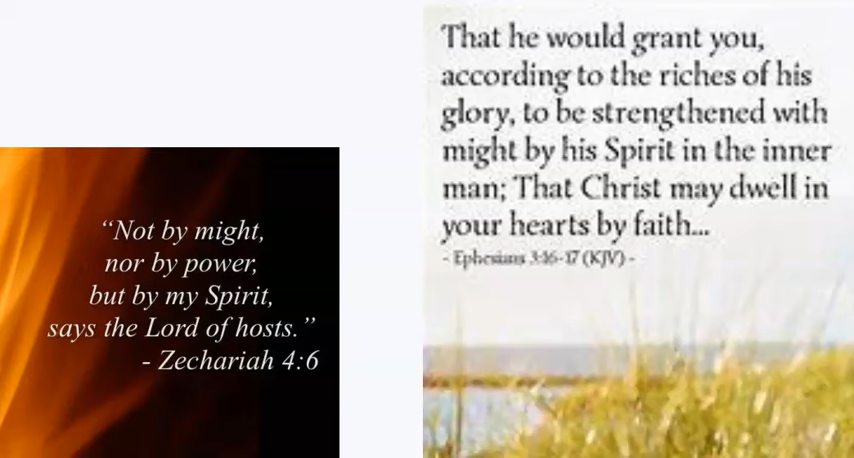 “Not by might,
nor by power,
but by my Spirit,
says the Lord of hosts.”
- Zechariah 4:6
That he would grant you,
according to the riches of his
glory, to be strengthened with
might by his Spirit in the inner
man; That Christ may dwell in
your hearts by faith...
- Ephesians 3:16-17 (KJV) -